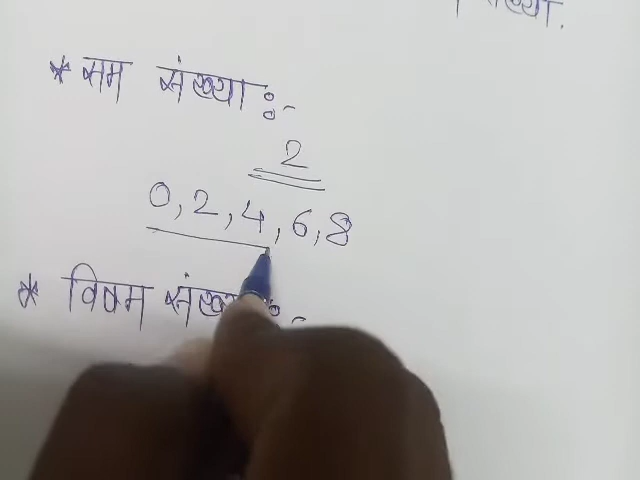 * सम संख्या :-
2
0, 2, 4, 6, 8
* विषम संख्या :-